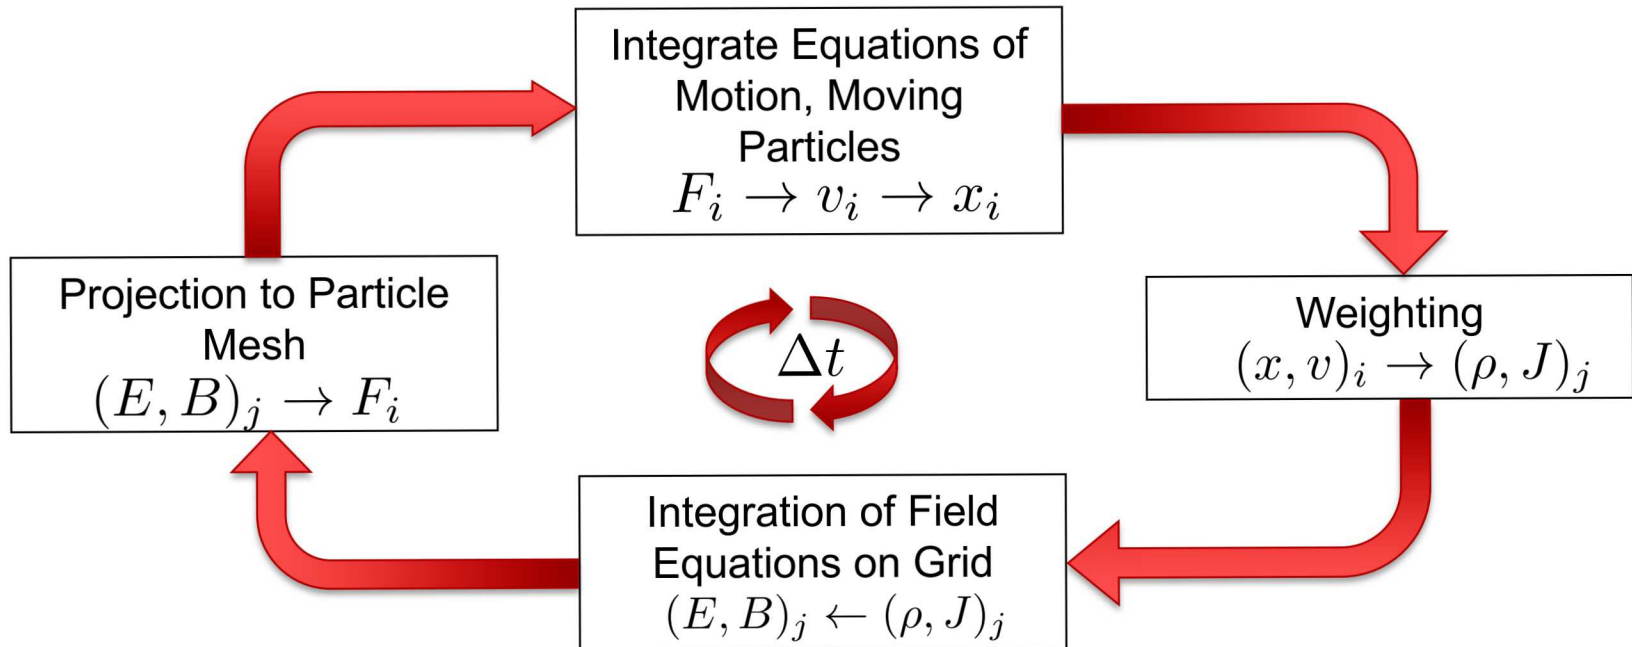 Integrate Equations of
Motion, Moving
Particles
F_i → v_i → x_i
Projection to Particle
Mesh
(E, B)_j → F_i
Δt
Weighting
(x, v)_i → (ρ, J)_j
Integration of Field
Equations on Grid
(E, B)_j ← (ρ, J)_j